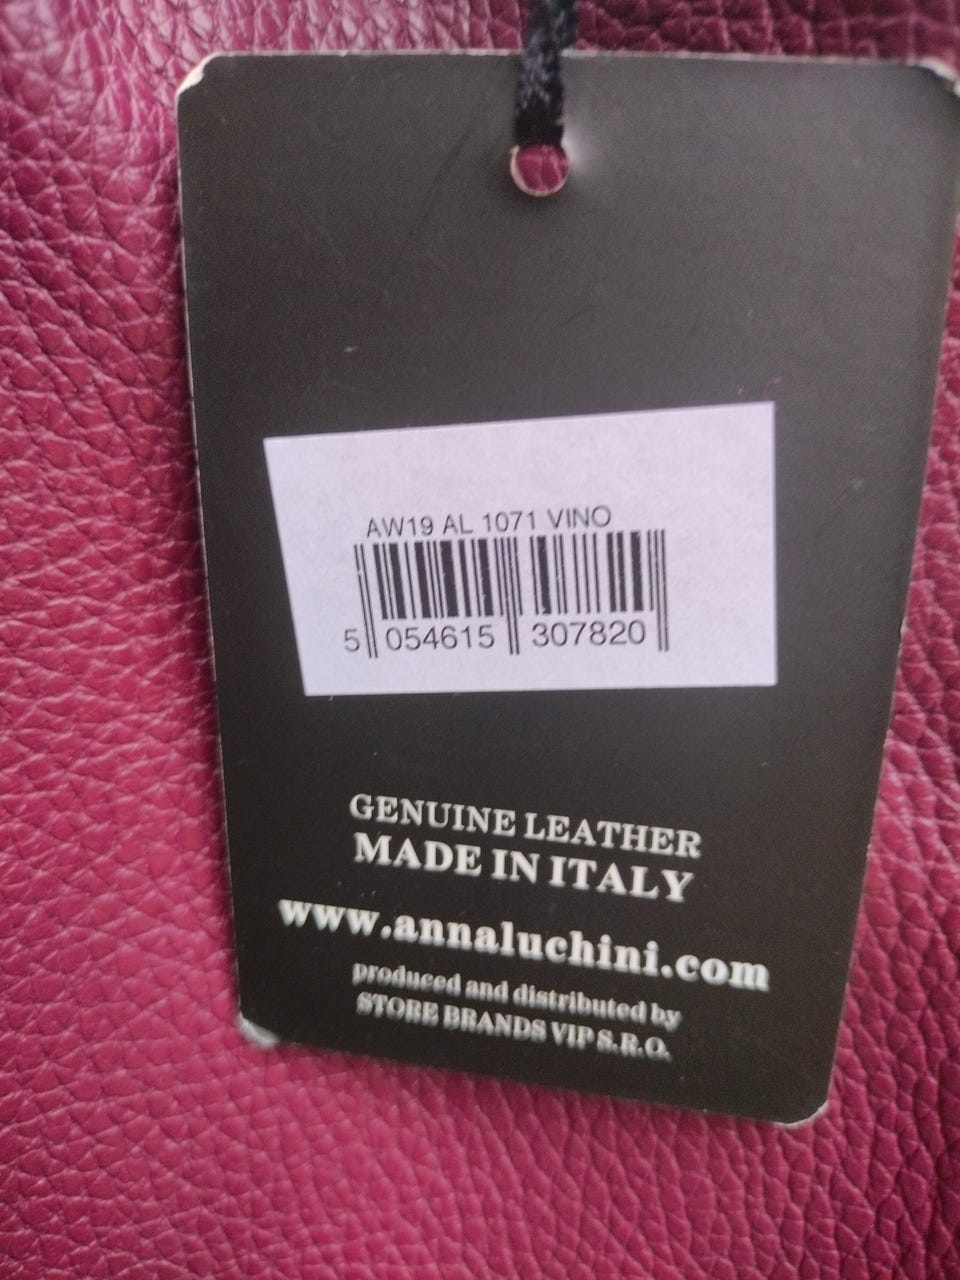 AW19 AL 1071 VINO
5 054615 307820
GENUINE LEATHER
MADE IN ITALY
www.annaluchini.com
produced and distributed by
STORE BRANDS VIP S.R.O.